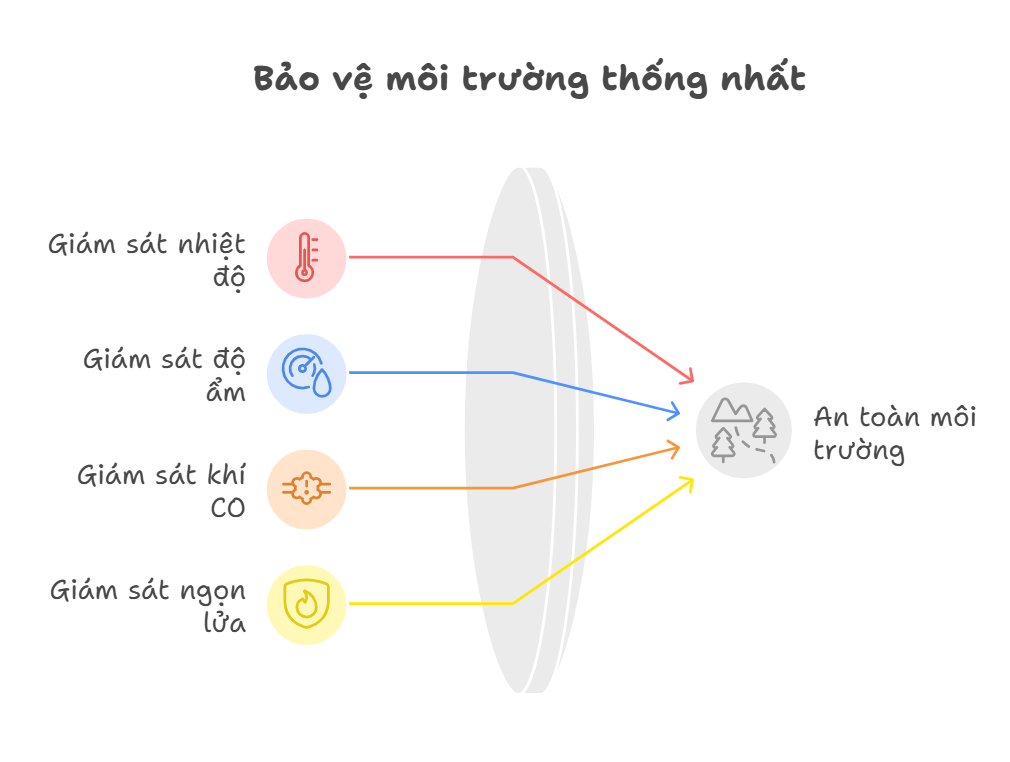 Bảo vệ môi trường thống nhất
Giám sát nhiệt
độ
Giám sát độ
ẩm
Giám sát khí
CO
Giám sát ngọn
lửa
An toàn môi
trường